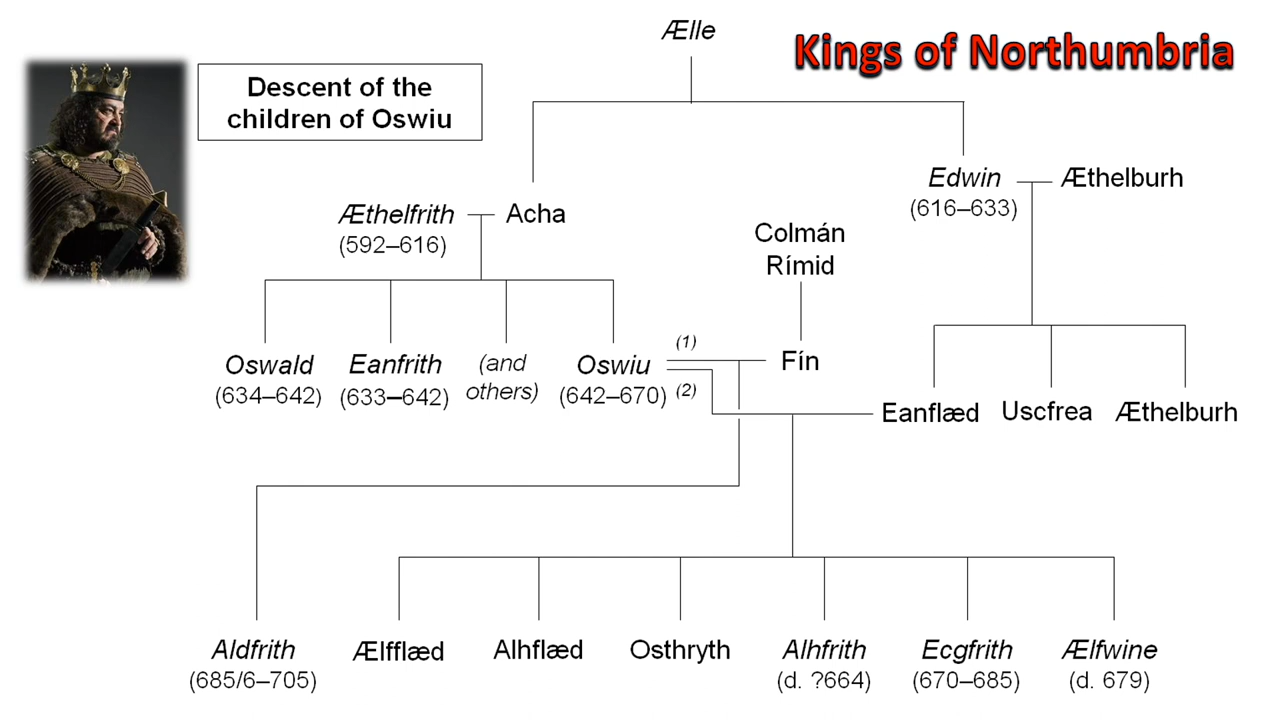 Ælle
Kings of Northumbria
Descent of the
children of Oswiu
Edwin
Æthelburh
(616–633)
Æthelfrith
Acha
(592–616)
Colmán
Rímid
Oswald
(634–642)
Eanfrith
(633–642)
(and
others)
Oswiu
(642–670)
(1)
(2)
Fín
Eanflæd
Uscfrea
Æthelburh
Aldfrith
(685/6–705)
Ælfflæd
Alhflæd
Osthryth
Alhfrith
(d. ?664)
Ecgfrith
(670–685)
Ælfwine
(d. 679)